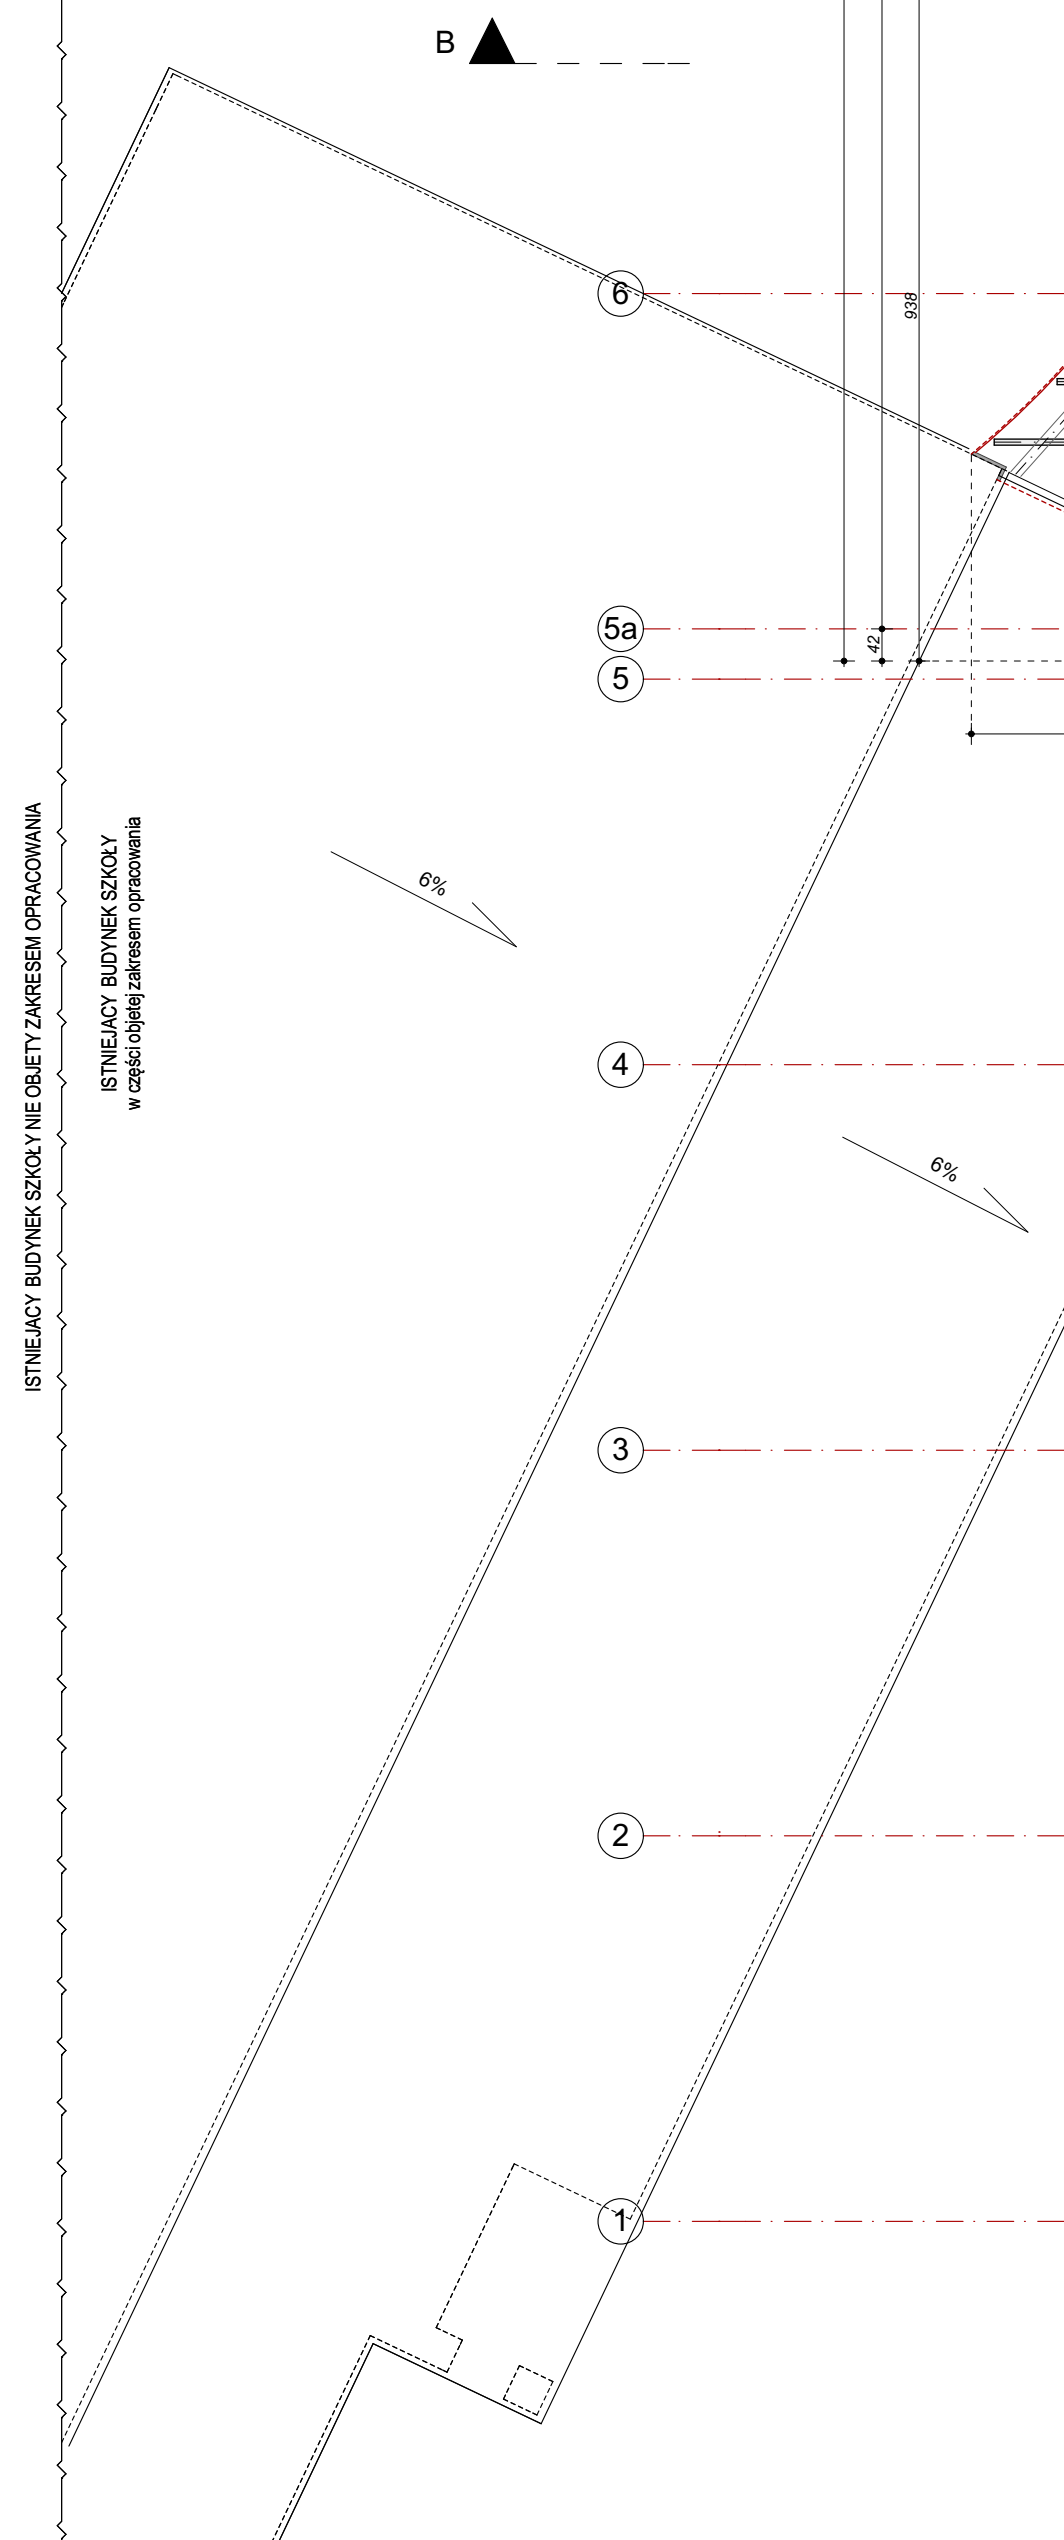 B
6
938
5a
42
5
ISTNIEJACY BUDYNEK SZKOŁY NIE OBJETY ZAKRESEM OPRACOWANIA
ISTNIEJACY BUDYNEK SZKOŁY
w części objetej zakresem opracowania
6%
4
6%
3
2
1